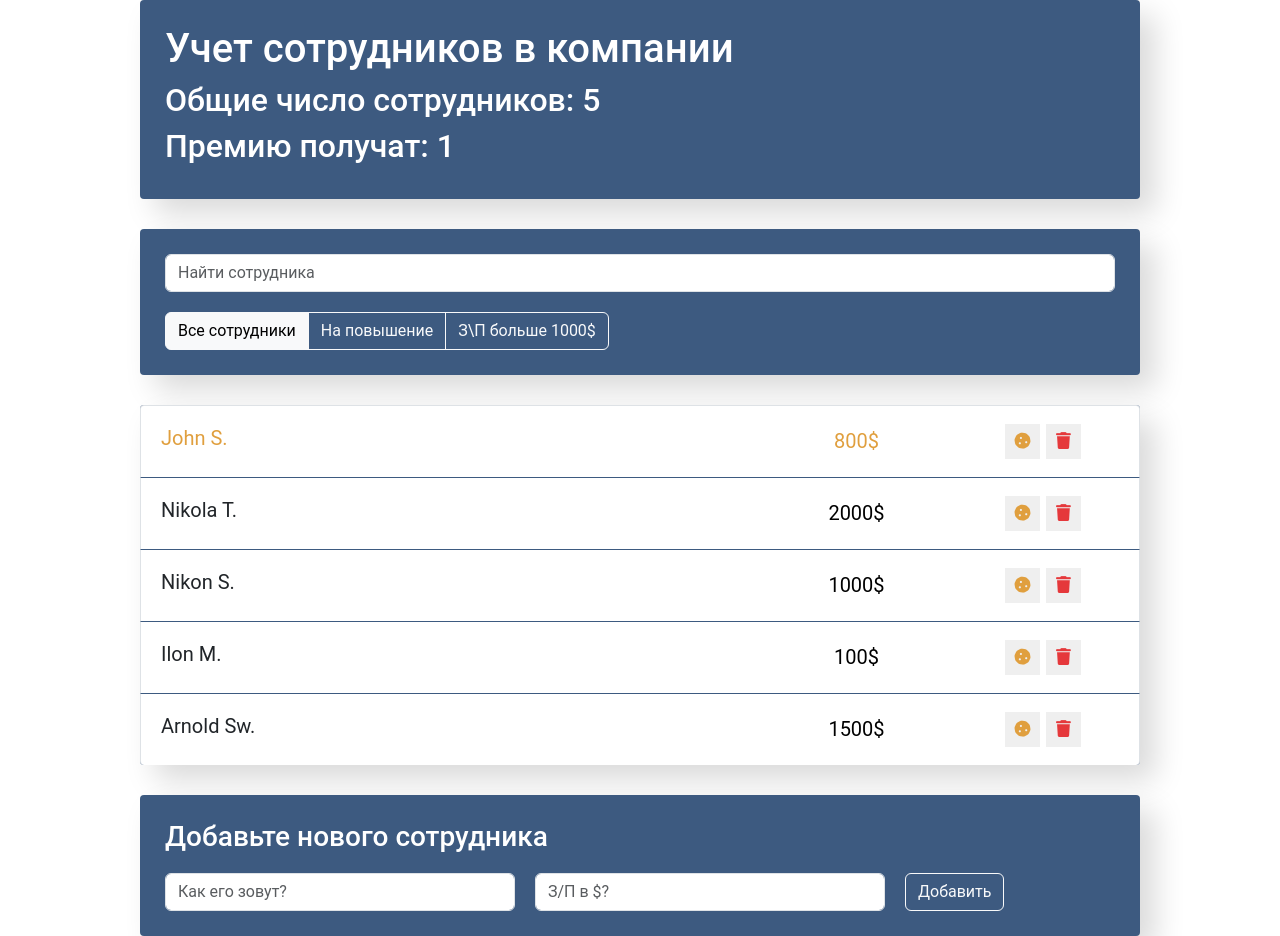 Учет сотрудников в компании
Общие число сотрудников: 5
Премию получат: 1
Найти сотрудника
Все сотрудники На повышение З\П больше 1000$
John S. 800$
Nikola T. 2000$
Nikon S. 1000$
Ilon M. 100$
Arnold Sw. 1500$
Добавьте нового сотрудника
Как его зовут? З/П в $? Добавить